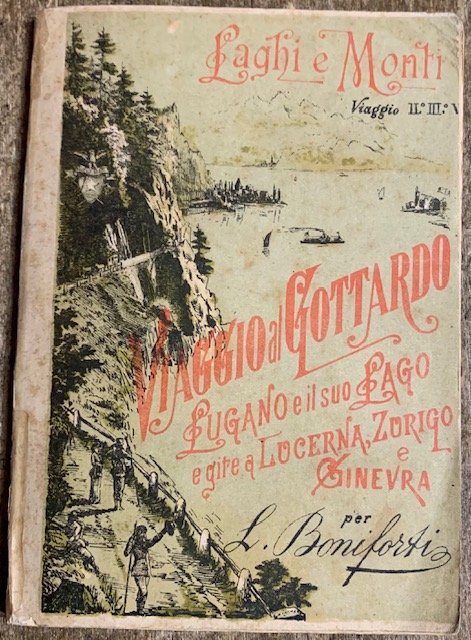 Laghi e Monti
Viaggio II.º III.º V
VIAGGIO al GOTTARDO
LUGANO e il suo LAGO
e gite a LUCERNA, ZURIGO
e
GINEVRA
per
L. Boniforti